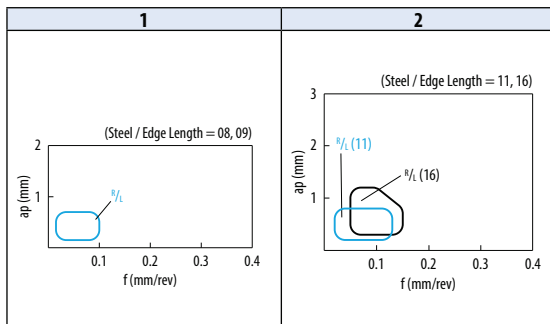 1
2
(Steel / Edge Length = 08, 09)
2
1
ap (mm)
R/L
0.1 0.2 0.3 0.4
f (mm/rev)
(Steel / Edge Length = 11, 16)
3
2
1
ap (mm)
R/L (11)
R/L (16)
0.1 0.2 0.3 0.4
f (mm/rev)